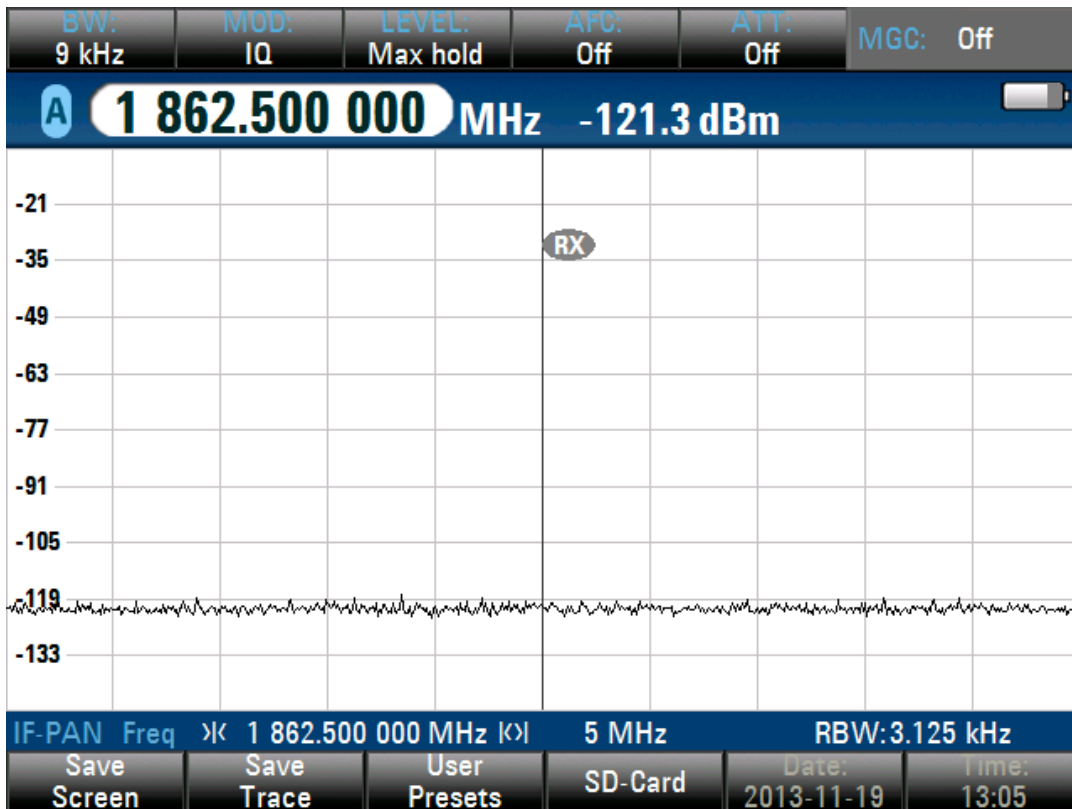 BW: MOD: LEVEL: AFC: ATT: MGC: Off
9 kHz IQ Max hold Off Off
A 1 862.500 000 MHz -121.3 dBm
-21
RX
-35
-49
-63
-77
-91
-105
-119
-133
IF-PAN Freq 1 862.500 000 MHz 5 MHz RBW:3.125 kHz
Save Save User SD-Card Date: Time:
Screen Trace Presets 2013-11-19 13:05